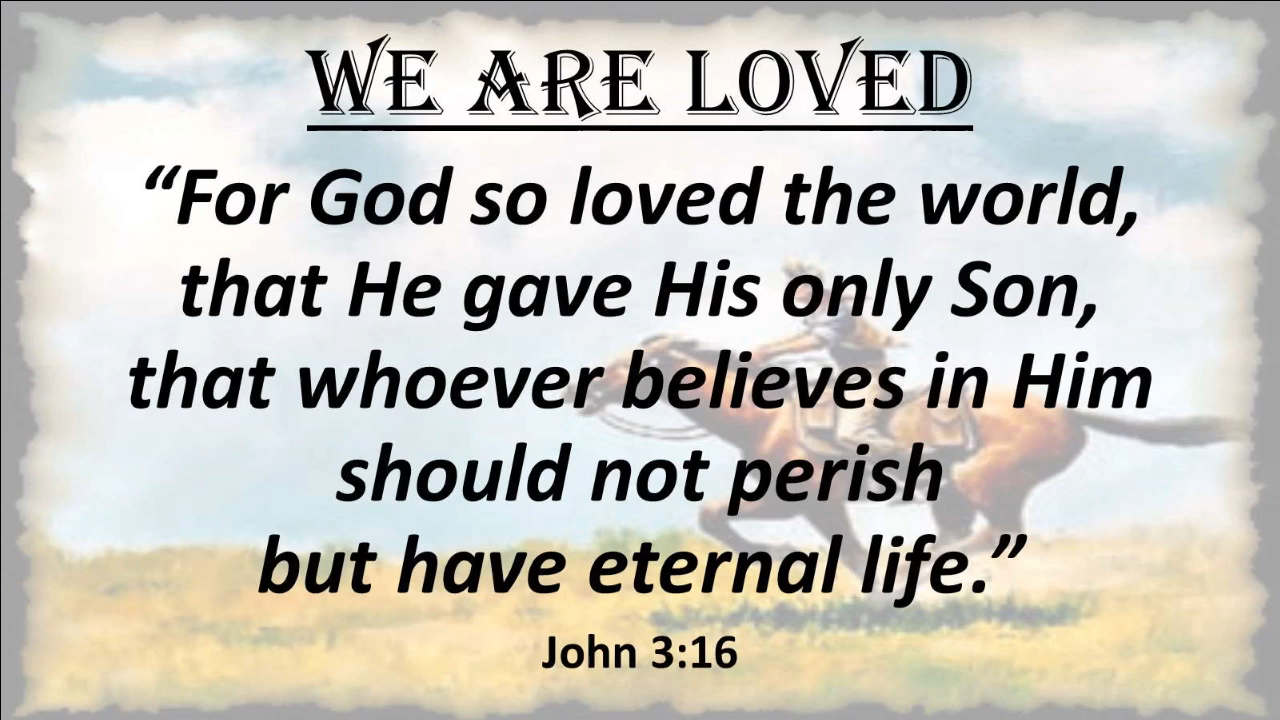 WE ARE LOVED
“For God so loved the world,
that He gave His only Son,
that whoever believes in Him
should not perish
but have eternal life.”
John 3:16